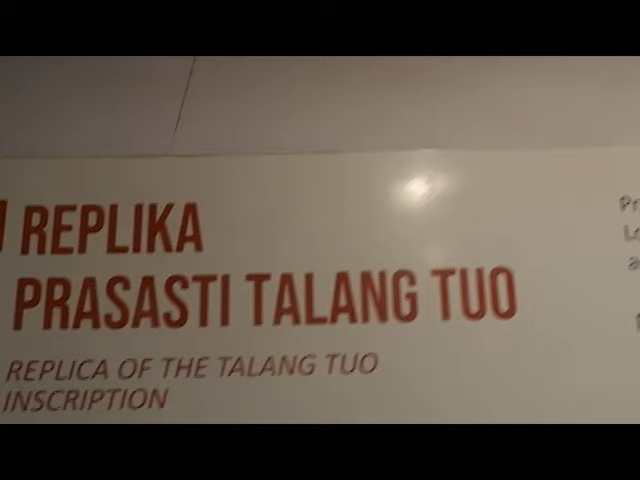 REPLIKA
PRASASTI TALANG TUO
REPLICA OF THE TALANG TUO
INSCRIPTION